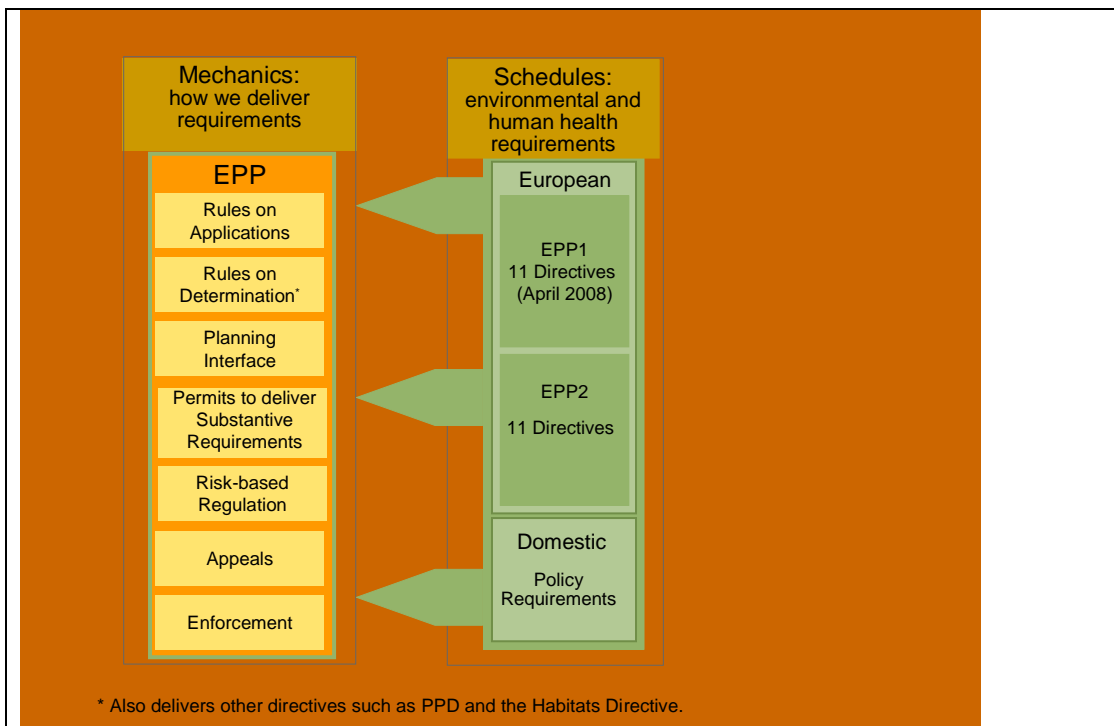 Mechanics:
how we deliver
requirements
EPP
Rules on
Applications
Rules on
Determination*
Planning
Interface
Permits to deliver
Substantive
Requirements
Risk-based
Regulation
Appeals
Enforcement
Schedules:
environmental and
human health
requirements
European
EPP1
11 Directives
(April 2008)
EPP2
11 Directives
Domestic
Policy
Requirements
* Also delivers other directives such as PPD and the Habitats Directive.